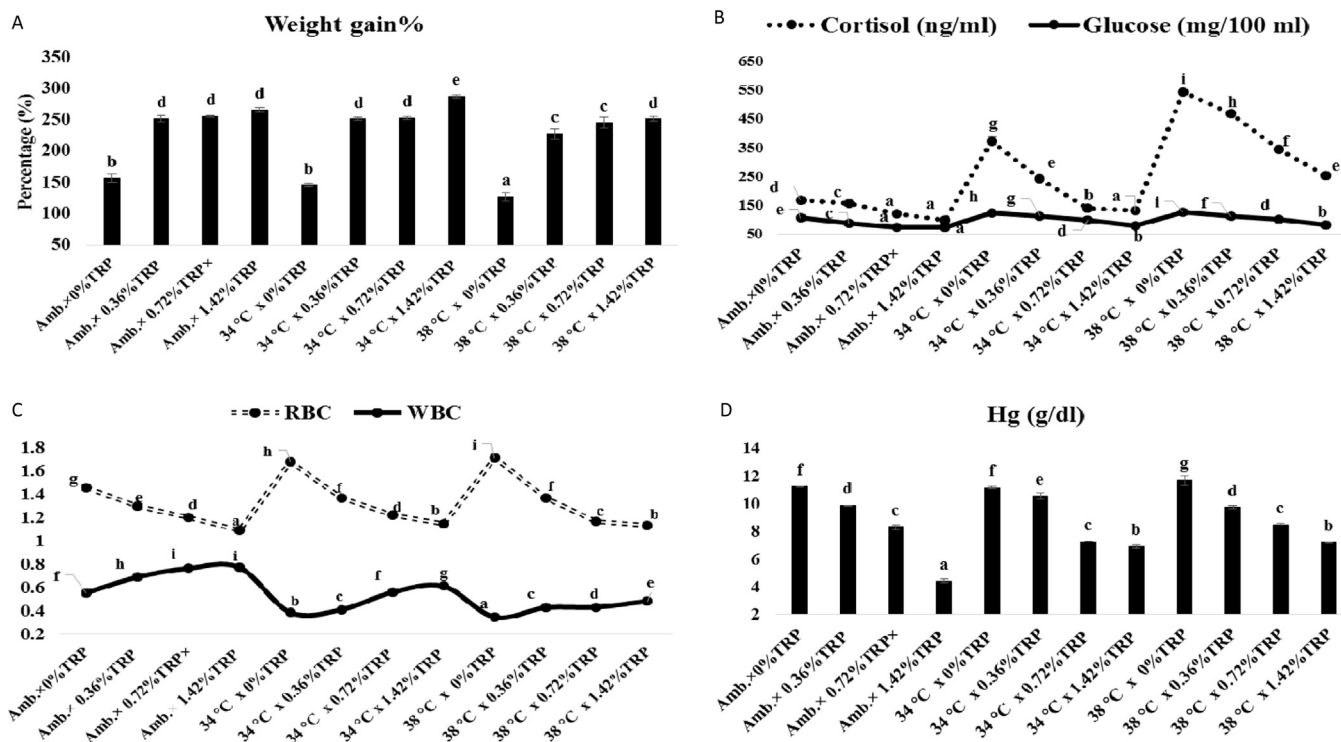 A
Weight gain%
Percentage (%)
350
300
250
200
150
100
50
b
d
d
d
b
d
d
e
a
c
c
d
Amb.×0%TRP
Amb.× 0.36%TRP
Amb.× 0.72%TRP×
Amb.× 1.42%TRP
34 °C x 0%TRP
34 °C x 0.36%TRP
34 °C x 0.72%TRP
34 °C x 1.42%TRP
38 °C x 0%TRP
38 °C x 0.36%TRP
38 °C x 0.72%TRP
38 °C x 1.42%TRP
B
Cortisol (ng/ml) Glucose (mg/100 ml)
650
550
450
350
250
150
50
d
c
a
a
g
e
b
a
i
h
f
e
e
c
a
a
h
g
d
b
i
f
d
b
Amb.×0%TRP
Amb.× 0.36%TRP
Amb.× 0.72%TRP×
Amb.× 1.42%TRP
34 °C x 0%TRP
34 °C x 0.36%TRP
34 °C x 0.72%TRP
34 °C x 1.42%TRP
38 °C x 0%TRP
38 °C x 0.36%TRP
38 °C x 0.72%TRP
38 °C x 1.42%TRP
C
RBC WBC
1.8
1.6
1.4
1.2
1
0.8
0.6
0.4
0.2
g
e
d
a
h
f
d
b
i
f
c
b
f
h
i
i
b
c
f
g
a
c
d
e
Amb.×0%TRP
Amb.× 0.36%TRP
Amb.× 0.72%TRP×
Amb.× 1.42%TRP
34 °C x 0%TRP
34 °C x 0.36%TRP
34 °C x 0.72%TRP
34 °C x 1.42%TRP
38 °C x 0%TRP
38 °C x 0.36%TRP
38 °C x 0.72%TRP
38 °C x 1.42%TRP
D
Hg (g/dl)
14
12
10
8
6
4
2
f
d
c
a
f
e
c
b
g
d
c
b
Amb.×0%TRP
Amb.× 0.36%TRP
Amb.× 0.72%TRP×
Amb.× 1.42%TRP
34 °C x 0%TRP
34 °C x 0.36%TRP
34 °C x 0.72%TRP
34 °C x 1.42%TRP
38 °C x 0%TRP
38 °C x 0.36%TRP
38 °C x 0.72%TRP
38 °C x 1.42%TRP